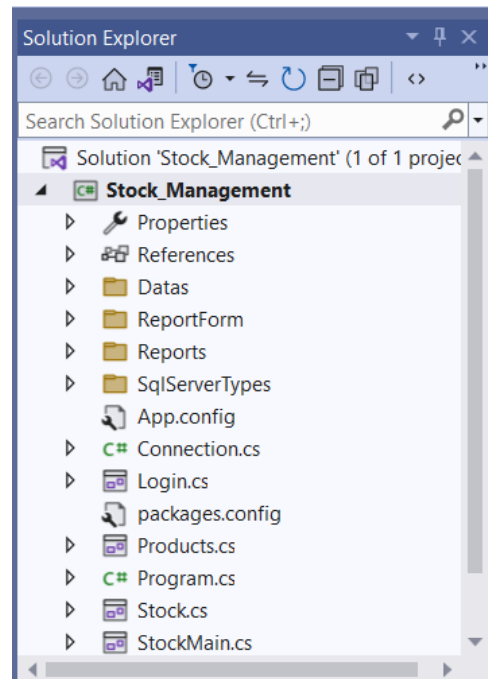 Solution Explorer
Search Solution Explorer (Ctrl+;)
Solution 'Stock_Management' (1 of 1 projec
C# Stock_Management
Properties
References
Datas
ReportForm
Reports
SqlServerTypes
App.config
C# Connection.cs
Login.cs
packages.config
Products.cs
C# Program.cs
Stock.cs
StockMain.cs